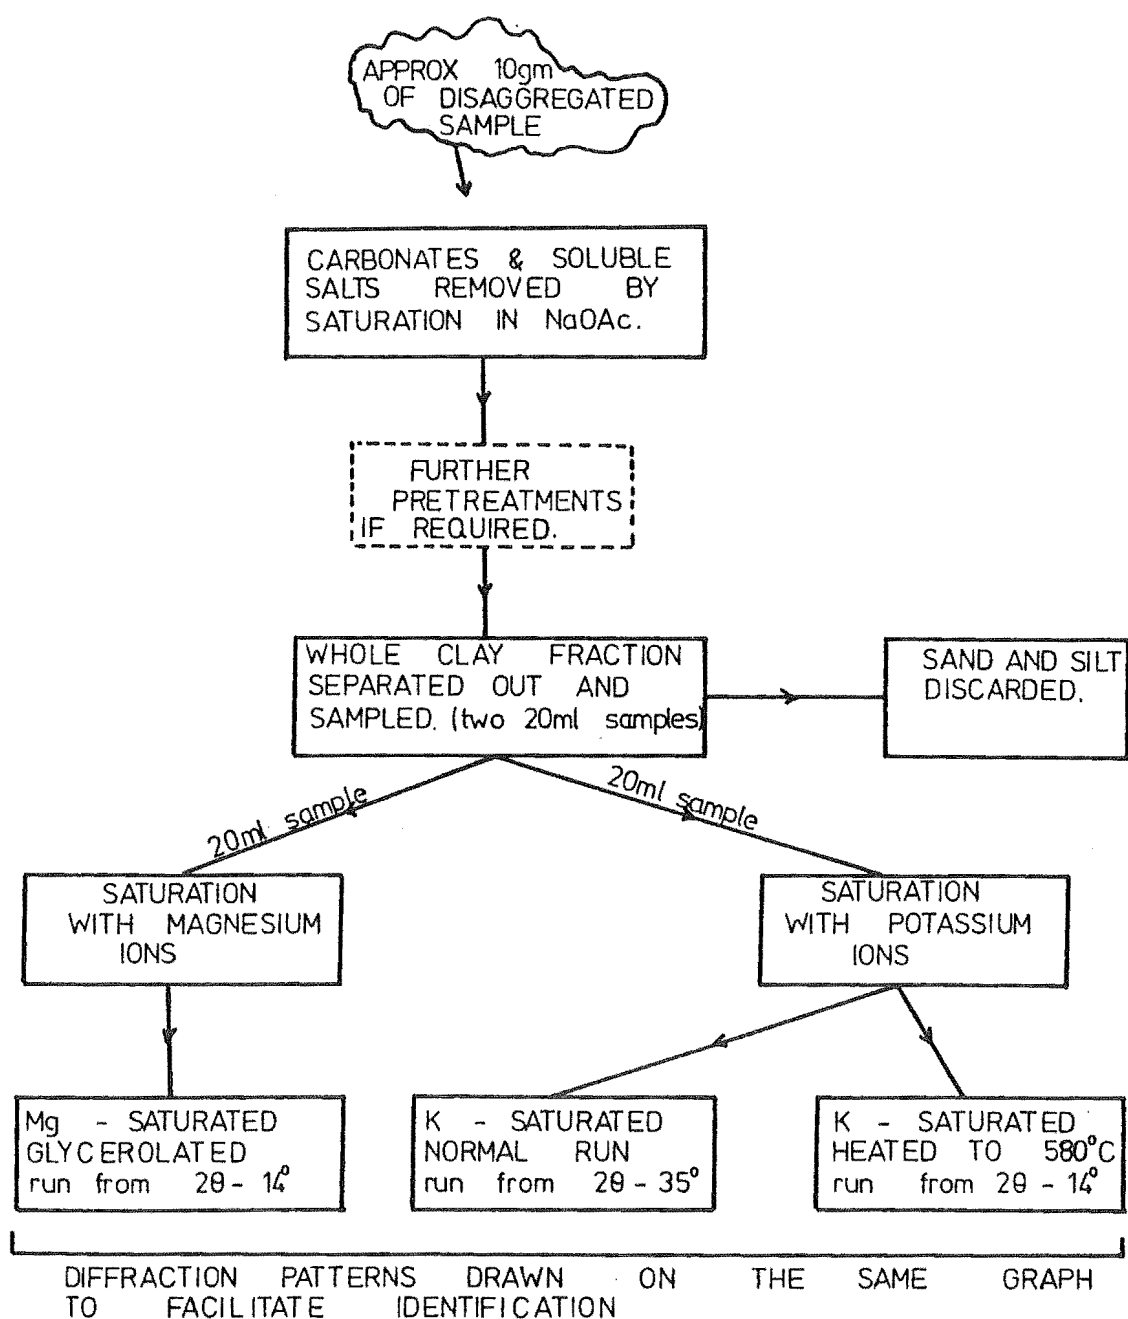 APPROX 10gm
OF DISAGGREGATED
SAMPLE
CARBONATES & SOLUBLE
SALTS REMOVED BY
SATURATION IN NaOAc.
FURTHER
PRETREATMENTS
IF REQUIRED.
WHOLE CLAY FRACTION
SEPARATED OUT AND
SAMPLED. (two 20ml samples)
SAND AND SILT
DISCARDED.
20ml sample
20ml sample
SATURATION
WITH MAGNESIUM
IONS
SATURATION
WITH POTASSIUM
IONS
Mg - SATURATED
GLYCEROLATED
run from 2θ - 14°
K - SATURATED
NORMAL RUN
run from 2θ - 35°
K - SATURATED
HEATED TO 580°C
run from 2θ - 14°
DIFFRACTION PATTERNS DRAWN ON THE SAME GRAPH
TO FACILITATE IDENTIFICATION